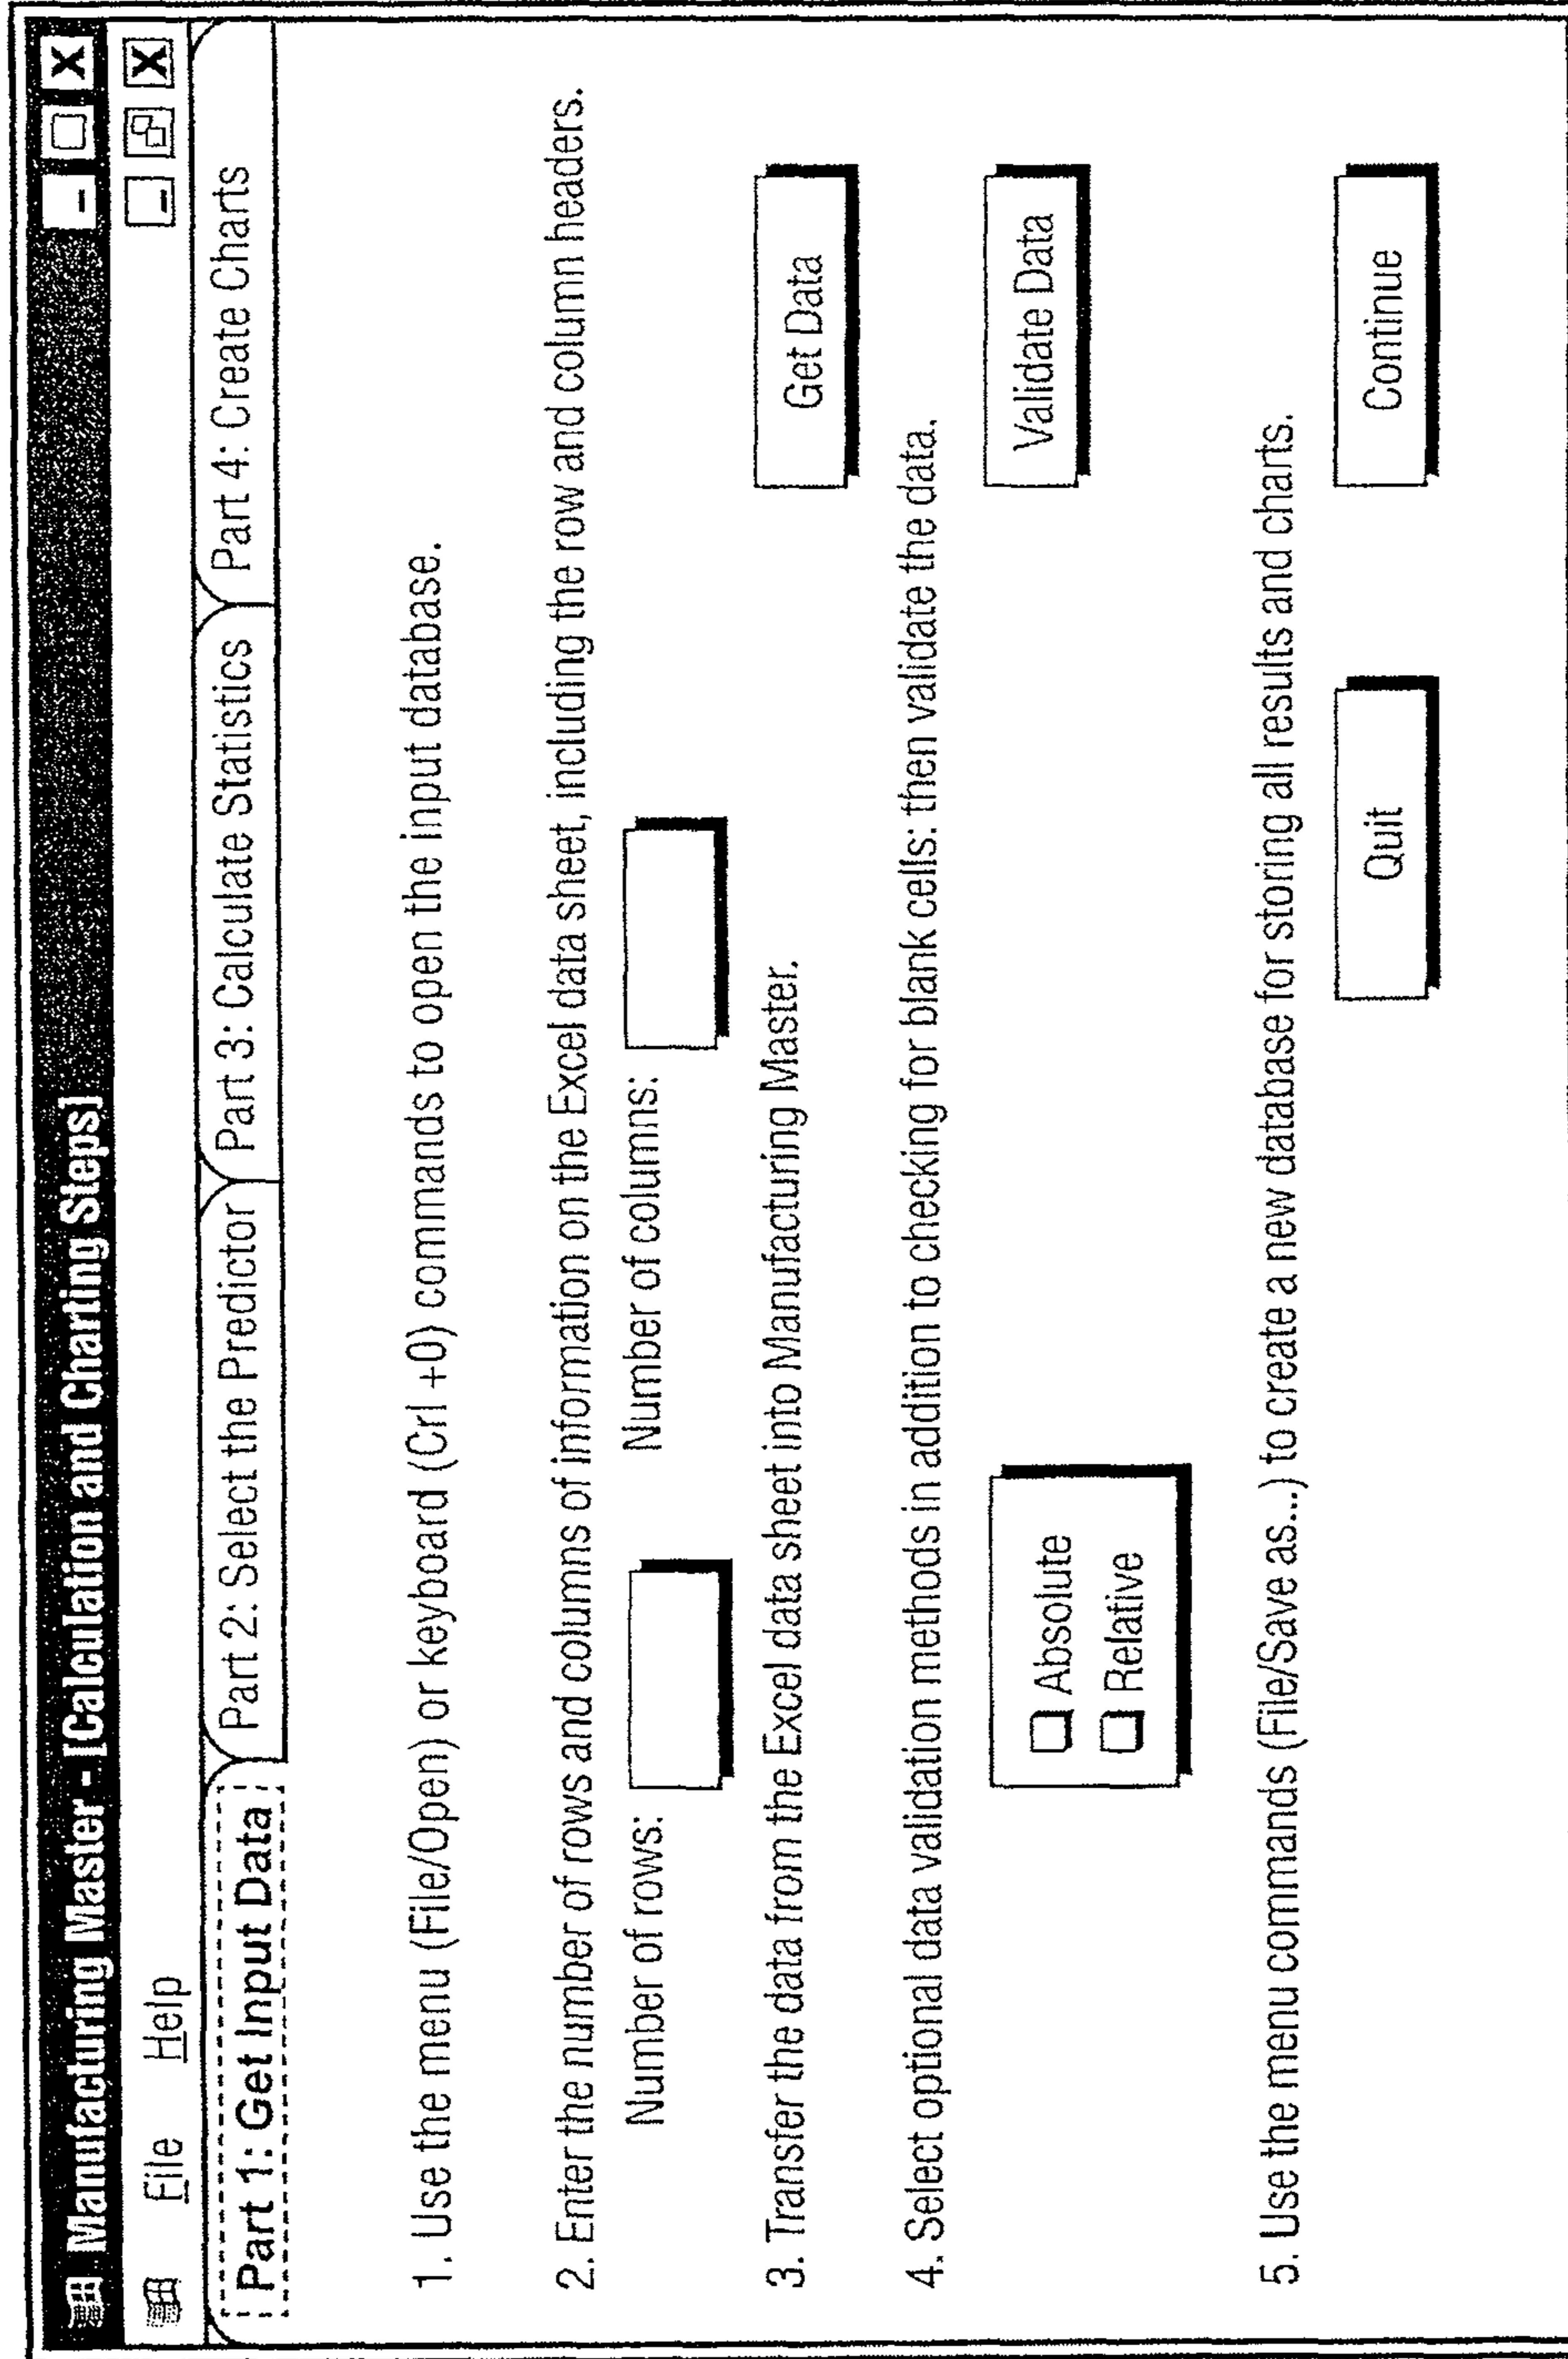 Manufacturing Master - [Calculation and Charting Steps]
File Help
Part 1: Get Input Data Part 2: Select the Predictor Part 3: Calculate Statistics Part 4: Create Charts
1. Use the menu (File/Open) or keyboard (Crl +0) commands to open the input database.
2. Enter the number of rows and columns of information on the Excel data sheet, including the row and column headers.
Number of rows: Number of columns:
3. Transfer the data from the Excel data sheet into Manufacturing Master.
Get Data
4. Select optional data validation methods in addition to checking for blank cells: then validate the data.
Absolute
Relative
Validate Data
5. Use the menu commands (File/Save as...) to create a new database for storing all results and charts.
Quit Continue